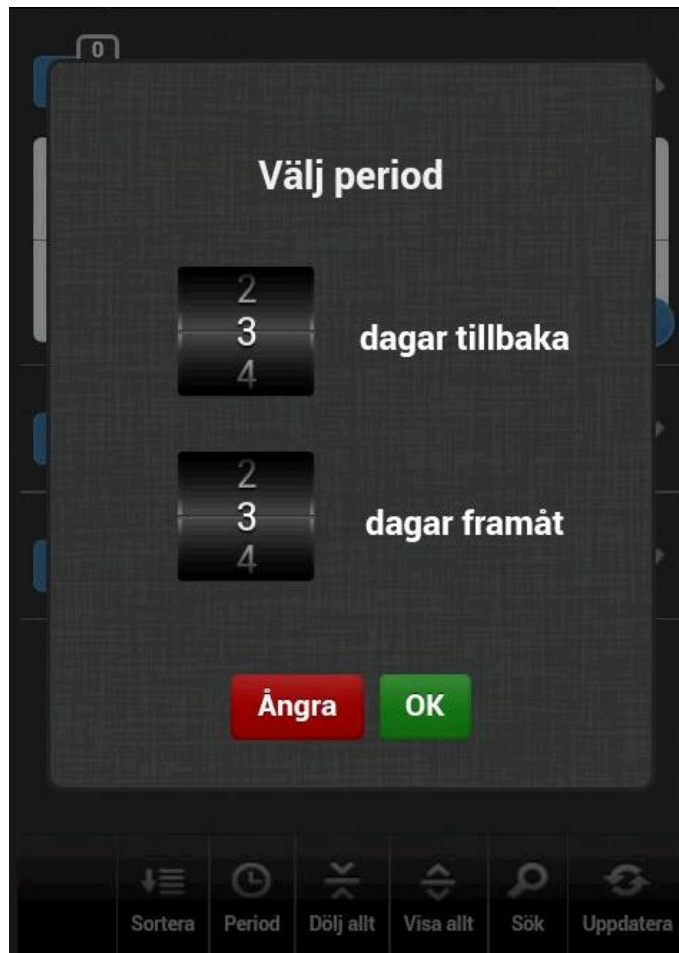 0
Välj period
2
3
4
dagar tillbaka
2
3
4
dagar framåt
Ångra
OK
Sortera
Period
Dölj allt
Visa allt
Sök
Uppdatera